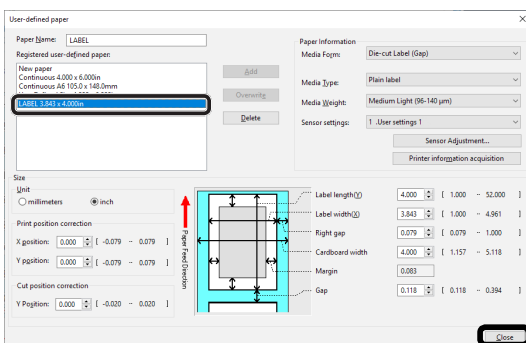 User-defined paper
Paper Name: LABEL
Registered user-defined paper:
New paper
Continuous 4.000 x 6.000in
Continuous A6 105.0 x 148.0mm
LABEL 3.843 x 4.000in
Add
Overwrite
Delete
Paper Information
Media Form: Die-cut Label (Gap)
Media Type: Plain label
Media Weight: Medium Light (96-140 µm)
Sensor settings: 1 .User settings 1
Sensor Adjustment...
Printer information acquisition
Size
Unit
millimeters inch
Print position correction
X position: 0.000 [ -0.079 -- 0.079 ]
Y position: 0.000 [ -0.079 -- 0.079 ]
Cut position correction
Y Position: 0.000 [ -0.020 -- 0.020 ]
Paper Feed Direction
Label length(Y) 4.000 [ 1.000 -- 52.000 ]
Label width(X) 3.843 [ 1.000 -- 4.961 ]
Right gap 0.079 [ 0.079 -- 1.000 ]
Cardboard width 4.000 [ 1.157 -- 5.118 ]
Margin 0.083
Gap 0.118 [ 0.118 -- 0.394 ]
Close